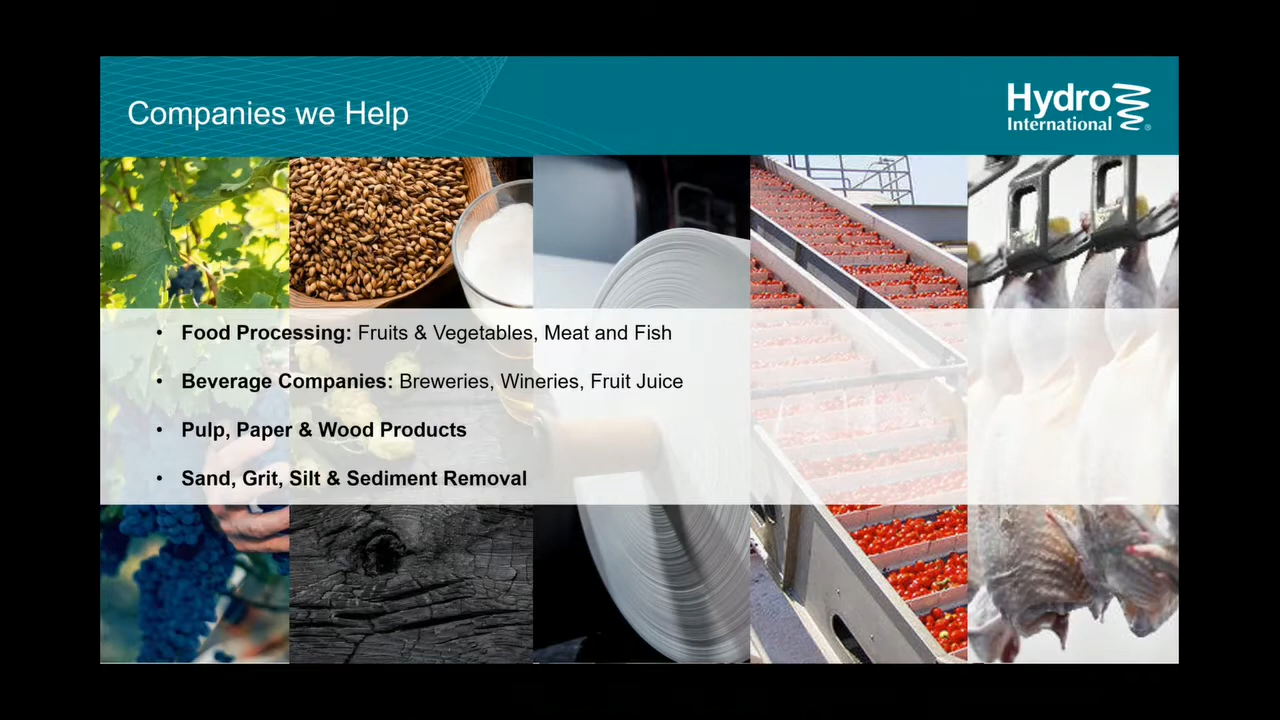 Companies we Help
Hydro
International®
• Food Processing: Fruits & Vegetables, Meat and Fish
• Beverage Companies: Breweries, Wineries, Fruit Juice
• Pulp, Paper & Wood Products
• Sand, Grit, Silt & Sediment Removal